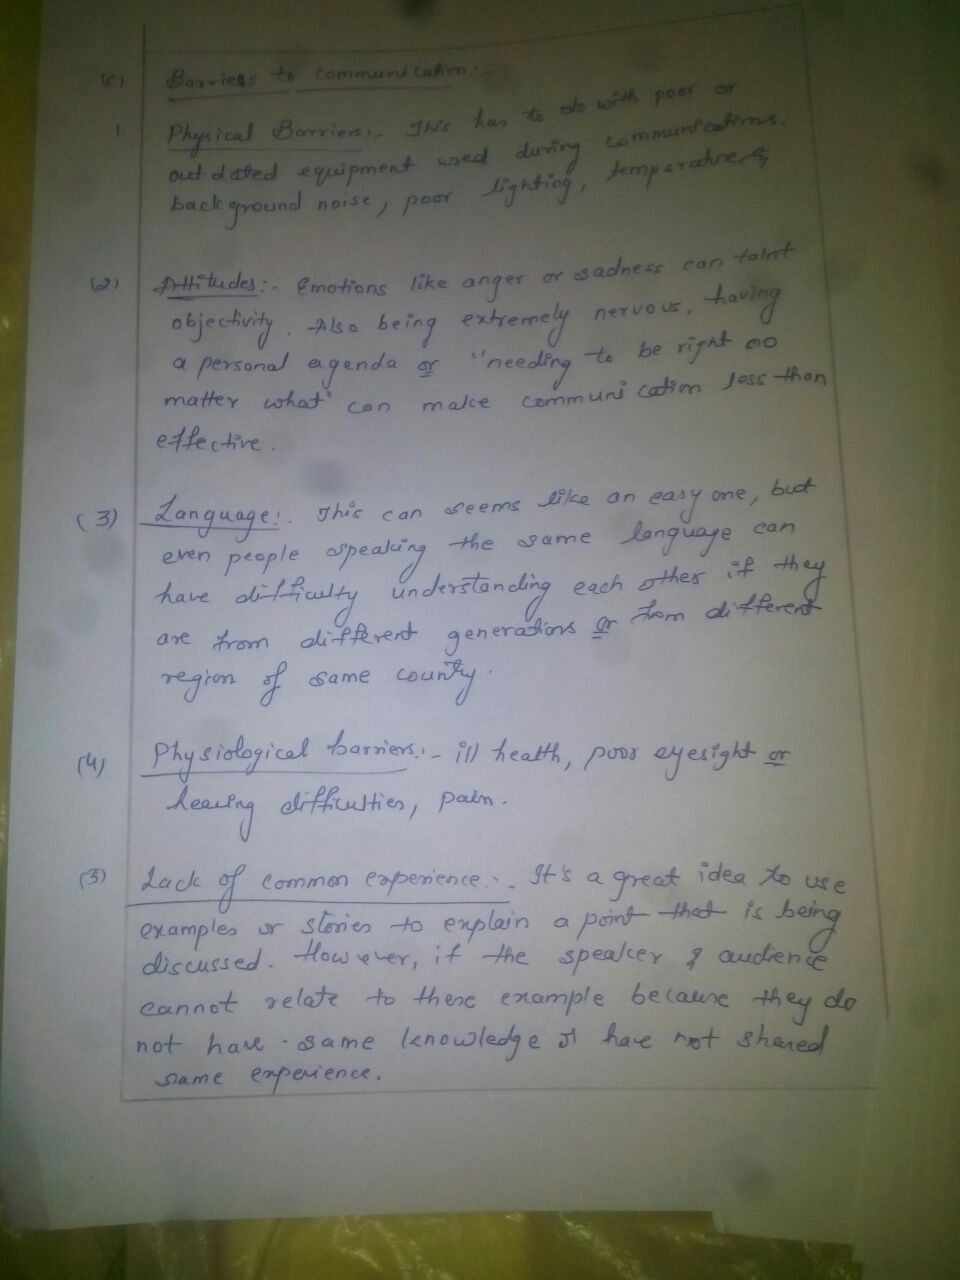 (C) Barriers to communication:-
1. Physical Barriers:- This has to do with poor or
out dated equipment used during communications.
back ground noise, poor lighting, temperature &
(2) Attitudes:- Emotions like anger or sadness can taint
objectivity. Also being extremely nervous, having
a personal agenda or "needing to be right no
matter what" can make communication less than
effective.
(3) Language:- This can seems like an easy one, but
even people speaking the same language can
have difficulty understanding each other if they
are from different generations or from different
region of same country.
(4) Physiological barriers:- ill health, poor eyesight or
hearing difficulties, pain.
(5) Lack of common experience:- It's a great idea to use
examples or stories to explain a point that is being
discussed. However, if the speaker & audience
cannot relate to these example because they do
not have same knowledge or have not shared
same experience.